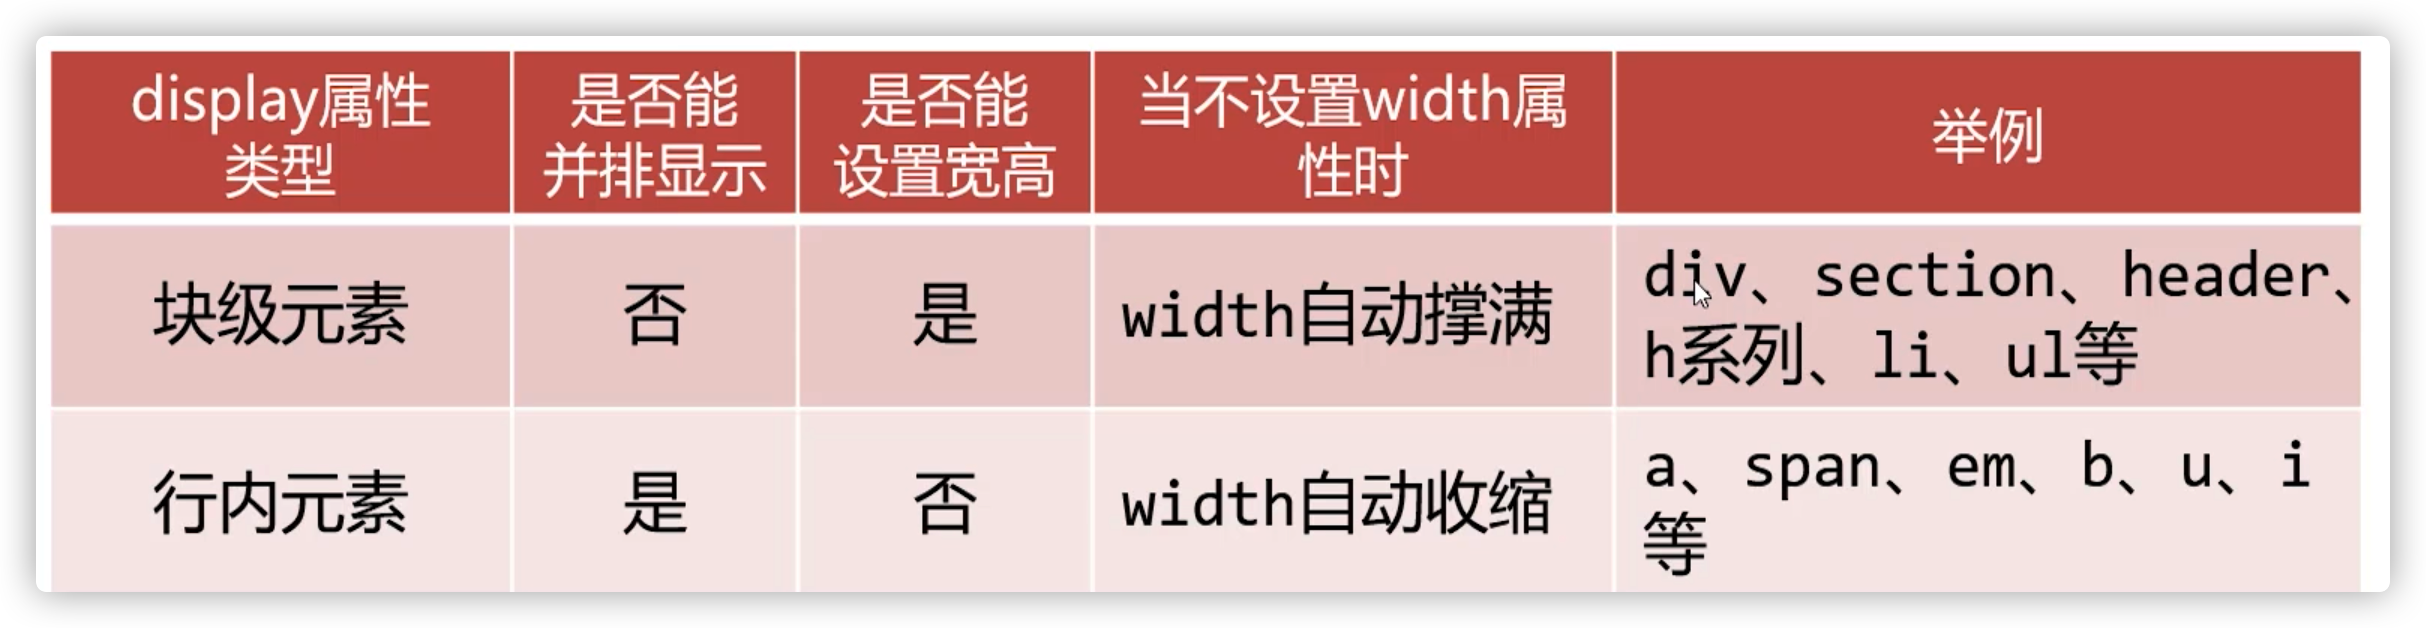 display属性
类型
是否能
并排显示
是否能
设置宽高
当不设置width属
性时
举例
块级元素
否
是
width自动撑满
div、section、header、
h系列、li、ul等
行内元素
是
否
width自动收缩
a、span、em、b、u、i
等